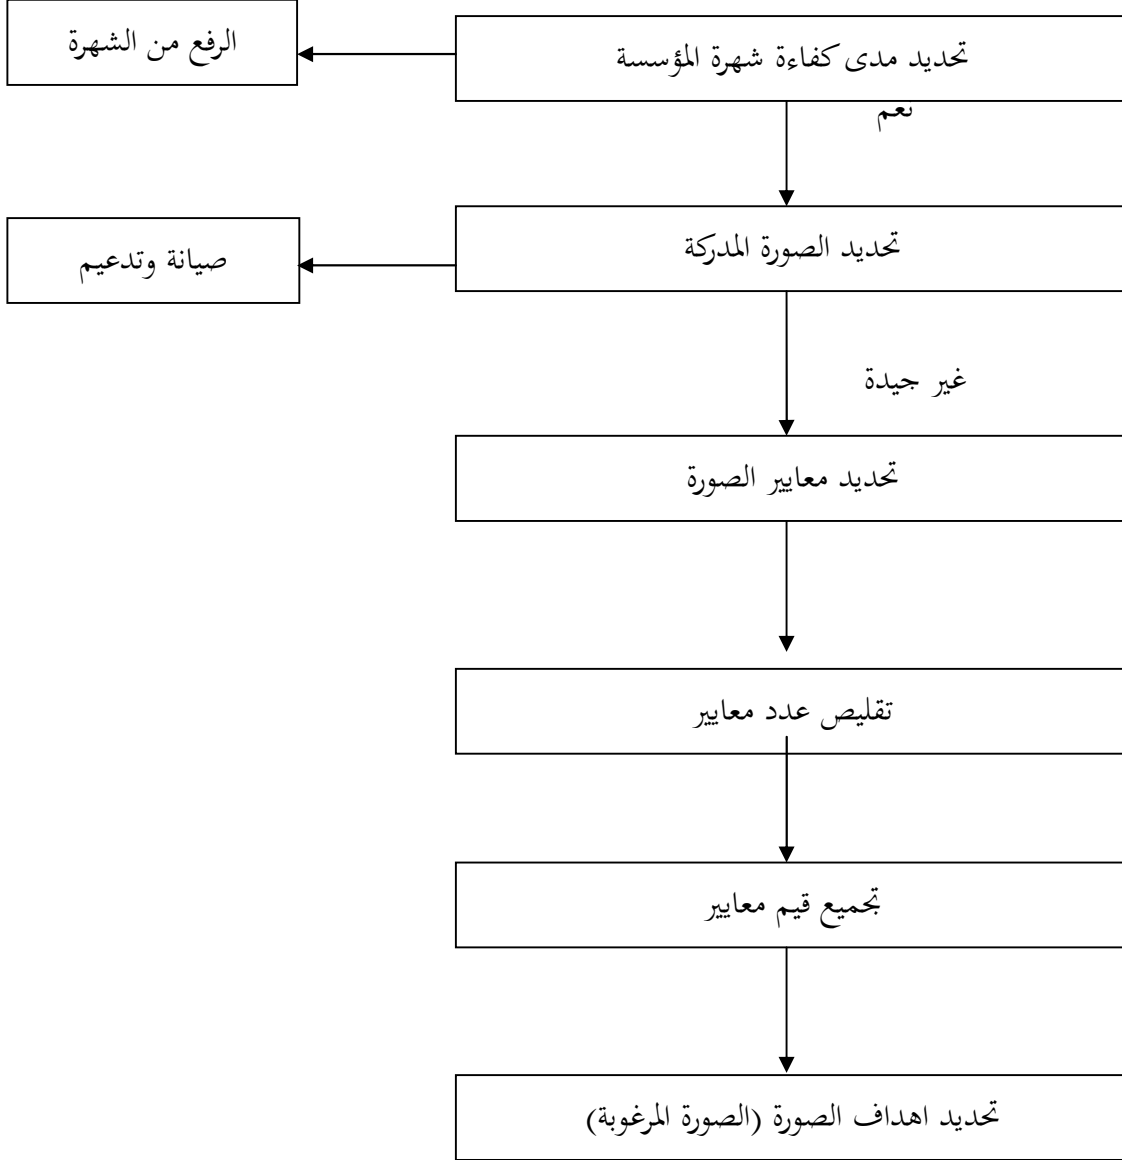 تحديد مدى كفاءة شهرة المؤسسة
الرفع من الشهرة
نعم
تحديد الصورة المدركة
صيانة وتدعيم
غير جيدة
تحديد معايير الصورة
تقليص عدد معايير
تجميع قيم معايير
تحديد اهداف الصورة (الصورة المرغوبة)